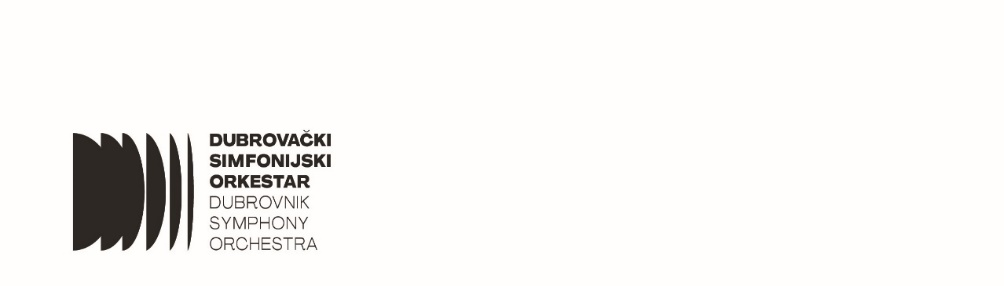 DUBROVAČKI
SIMFONIJSKI
ORKESTAR
DUBROVNIK
SYMPHONY
ORCHESTRA